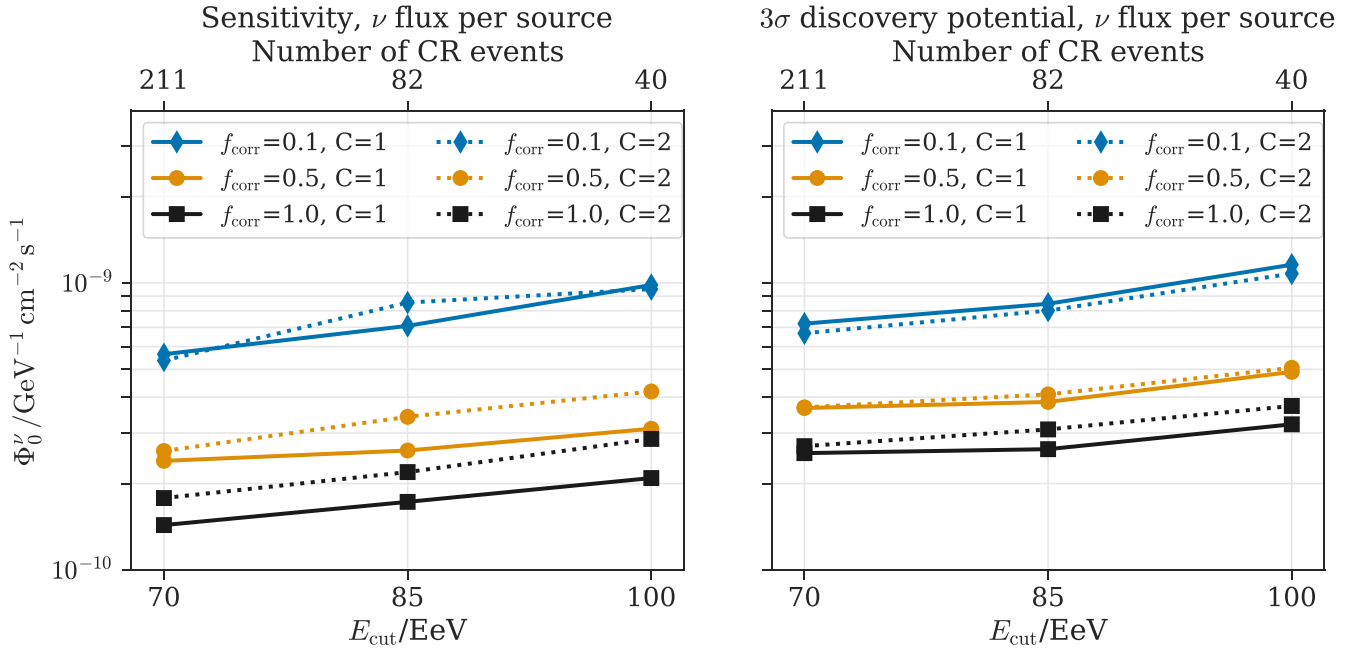 Sensitivity, ν flux per source
Number of CR events
211 82 40
f_corr=0.1, C=1 f_corr=0.1, C=2
f_corr=0.5, C=1 f_corr=0.5, C=2
f_corr=1.0, C=1 f_corr=1.0, C=2
Φ₀^ν/GeV⁻¹ cm⁻² s⁻¹
10⁻⁹
10⁻¹⁰
70 85 100
E_cut/EeV
3σ discovery potential, ν flux per source
Number of CR events
211 82 40
f_corr=0.1, C=1 f_corr=0.1, C=2
f_corr=0.5, C=1 f_corr=0.5, C=2
f_corr=1.0, C=1 f_corr=1.0, C=2
70 85 100
E_cut/EeV